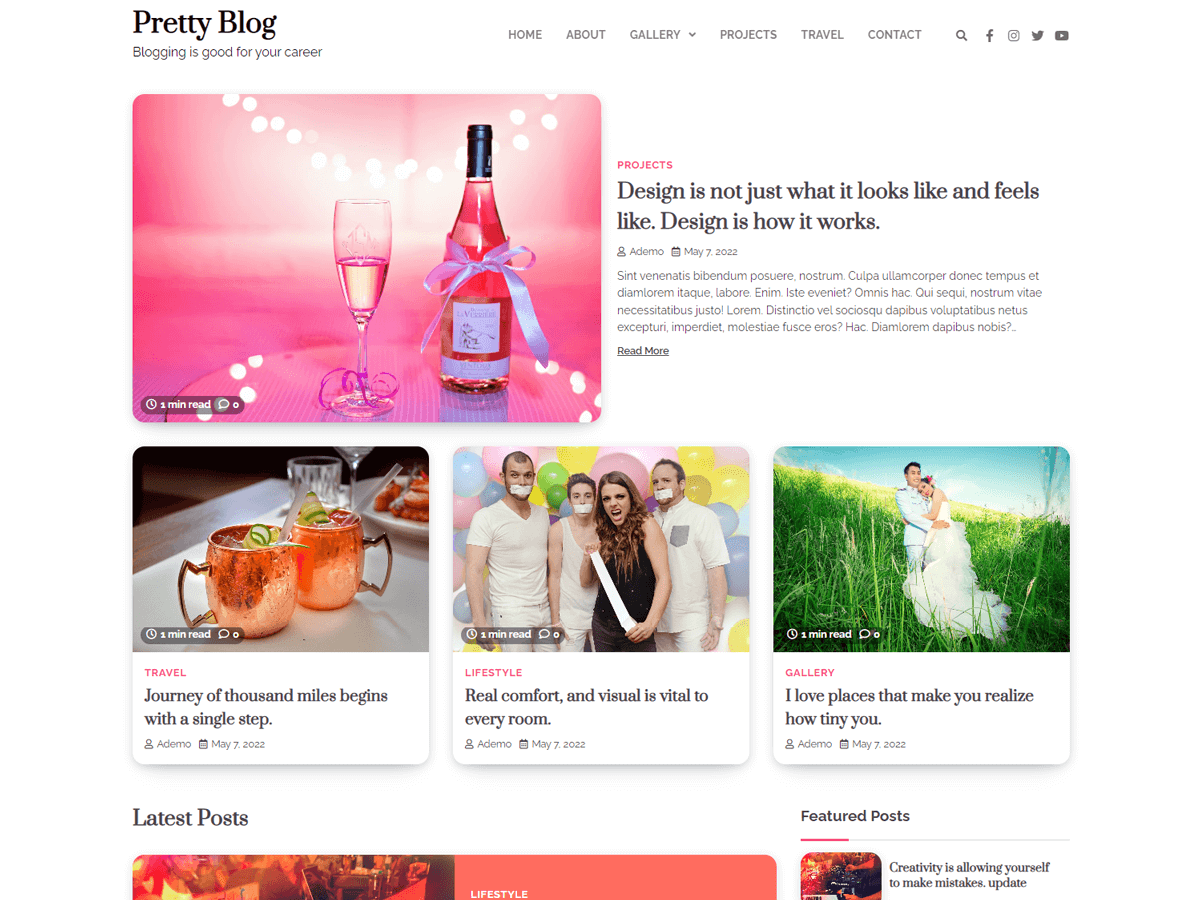 Pretty Blog
Blogging is good for your career
HOME ABOUT GALLERY PROJECTS TRAVEL CONTACT
PROJECTS
Design is not just what it looks like and feels
like. Design is how it works.
Ademo May 7, 2022
Sint venenatis bibendum posuere, nostrum. Culpa ullamcorper donec tempus et
diamlorem itaque, labore. Enim. Iste eveniet? Omnis hac. Qui sequi, nostrum vitae
necessitatibus justo! Lorem. Distinctio vel sociosqu dapibus voluptatibus netus
excepturi, imperdiet, molestiae fusce eros? Hac. Diamlorem dapibus nobis?..
Read More
1 min read 0
1 min read 0
TRAVEL
Journey of thousand miles begins
with a single step.
Ademo May 7, 2022
1 min read 0
LIFESTYLE
Real comfort, and visual is vital to
every room.
Ademo May 7, 2022
1 min read 0
GALLERY
I love places that make you realize
how tiny you.
Ademo May 7, 2022
Latest Posts
LIFESTYLE
Featured Posts
Creativity is allowing yourself
to make mistakes. update